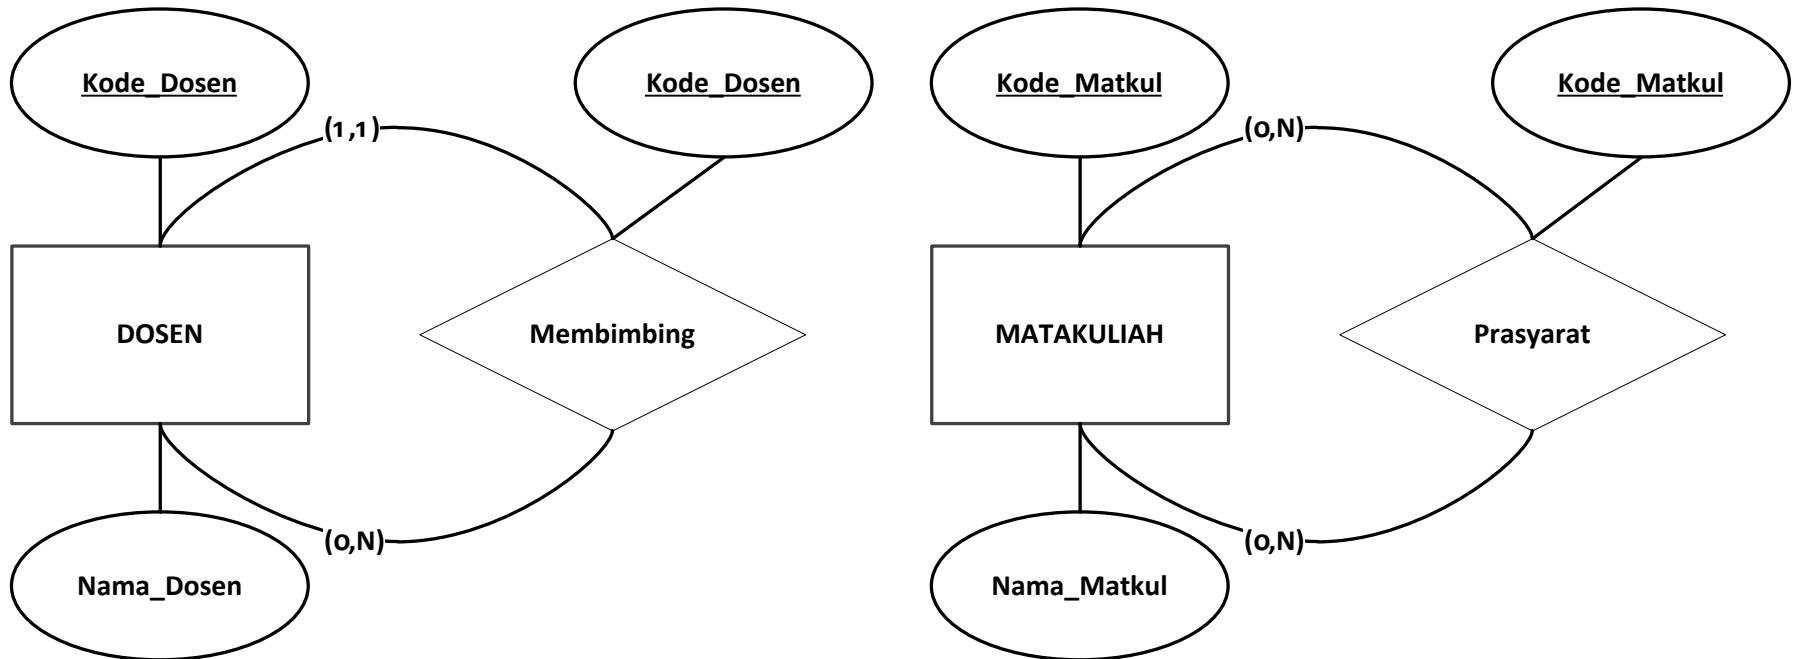 Kode_Dosen
Kode_Dosen
Kode_Matkul
Kode_Matkul
(1,1)
(0,N)
DOSEN
Membimbing
MATAKULIAH
Prasyarat
(0,N)
(0,N)
Nama_Dosen
Nama_Matkul